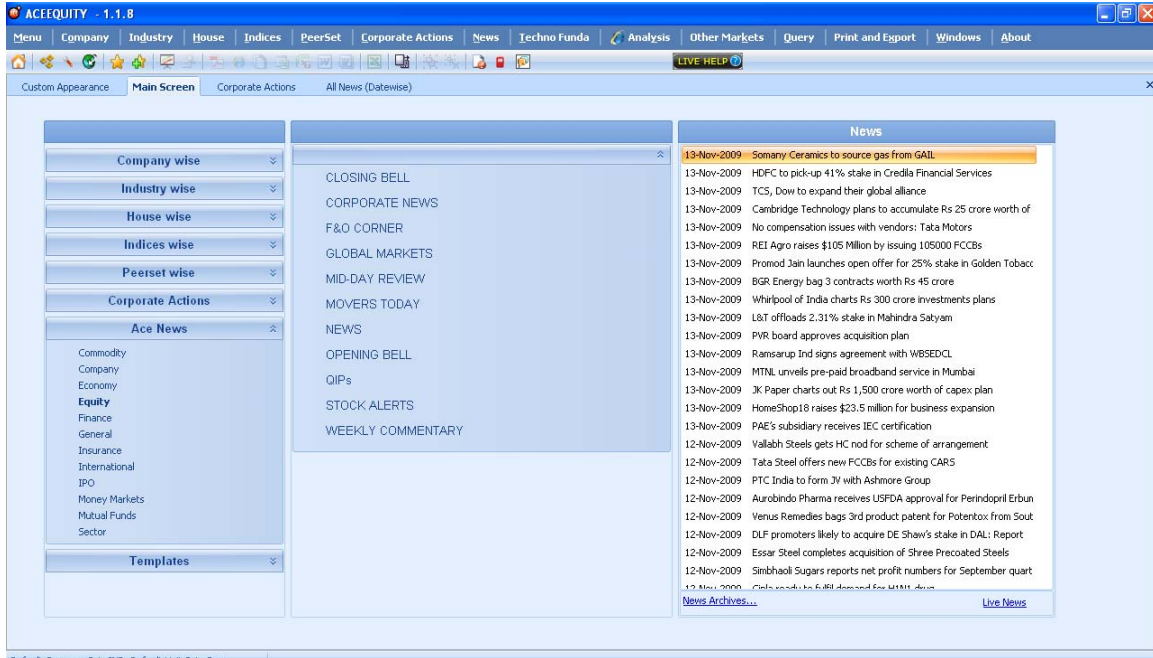 ACEEQUITY - 1.1.8
Menu Company Industry House Indices PeerSet Corporate Actions News Techno Funda Analysis Other Markets Query Print and Export Windows About
LIVE HELP
Custom Appearance Main Screen Corporate Actions All News (Datewise)
Company wise
Industry wise
House wise
Indices wise
Peerset wise
Corporate Actions
Ace News
Commodity
Company
Economy
Equity
Finance
General
Insurance
International
IPO
Money Markets
Mutual Funds
Sector
Templates
CLOSING BELL
CORPORATE NEWS
F&O CORNER
GLOBAL MARKETS
MID-DAY REVIEW
MOVERS TODAY
NEWS
OPENING BELL
QIPs
STOCK ALERTS
WEEKLY COMMENTARY
News
13-Nov-2009 Somany Ceramics to source gas from GAIL
13-Nov-2009 HDFC to pick-up 41% stake in Credila Financial Services
13-Nov-2009 TCS, Dow to expand their global alliance
13-Nov-2009 Cambridge Technology plans to accumulate Rs 25 crore worth of
13-Nov-2009 No compensation issues with vendors: Tata Motors
13-Nov-2009 REI Agro raises $105 Million by issuing 105000 FCCBs
13-Nov-2009 Promod Jain launches open offer for 25% stake in Golden Tobacc
13-Nov-2009 BGR Energy bag 3 contracts worth Rs 45 crore
13-Nov-2009 Whirlpool of India charts Rs 300 crore investments plans
13-Nov-2009 L&T offloads 2.31% stake in Mahindra Satyam
13-Nov-2009 PVR board approves acquisition plan
13-Nov-2009 Ramsarup Ind signs agreement with WBSEDCL
13-Nov-2009 MTNL unveils pre-paid broadband service in Mumbai
13-Nov-2009 JK Paper charts out Rs 1,500 crore worth of capex plan
13-Nov-2009 HomeShop18 raises $23.5 million for business expansion
13-Nov-2009 PAE's subsidiary receives IEC certification
12-Nov-2009 Vallabh Steels gets HC nod for scheme of arrangement
12-Nov-2009 Tata Steel offers new FCCBs for existing CARS
12-Nov-2009 PTC India to form JV with Ashmore Group
12-Nov-2009 Aurobindo Pharma receives USFDA approval for Perindopril Erbun
12-Nov-2009 Venus Remedies bags 3rd product patent for Potentox from Sout
12-Nov-2009 DLF promoters likely to acquire DE Shaw's stake in DAL: Report
12-Nov-2009 Essar Steel completes acquisition of Shree Precoated Steels
12-Nov-2009 Simbhaoli Sugars reports net profit numbers for September quart
12-Nov-2009 Cipla ready to fulfil demand for H1N1 drug
News Archives... Live News